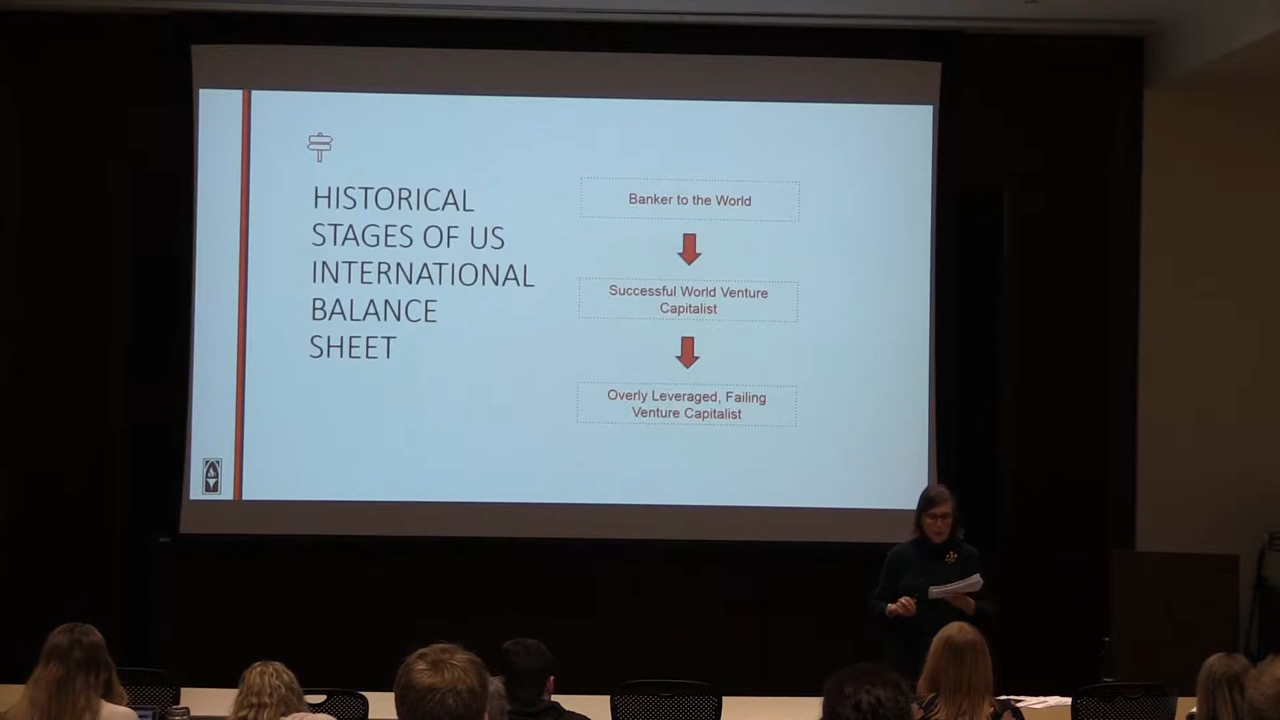 HISTORICAL
STAGES OF US
INTERNATIONAL
BALANCE
SHEET
Banker to the World
Successful World Venture
Capitalist
Overly Leveraged, Failing
Venture Capitalist